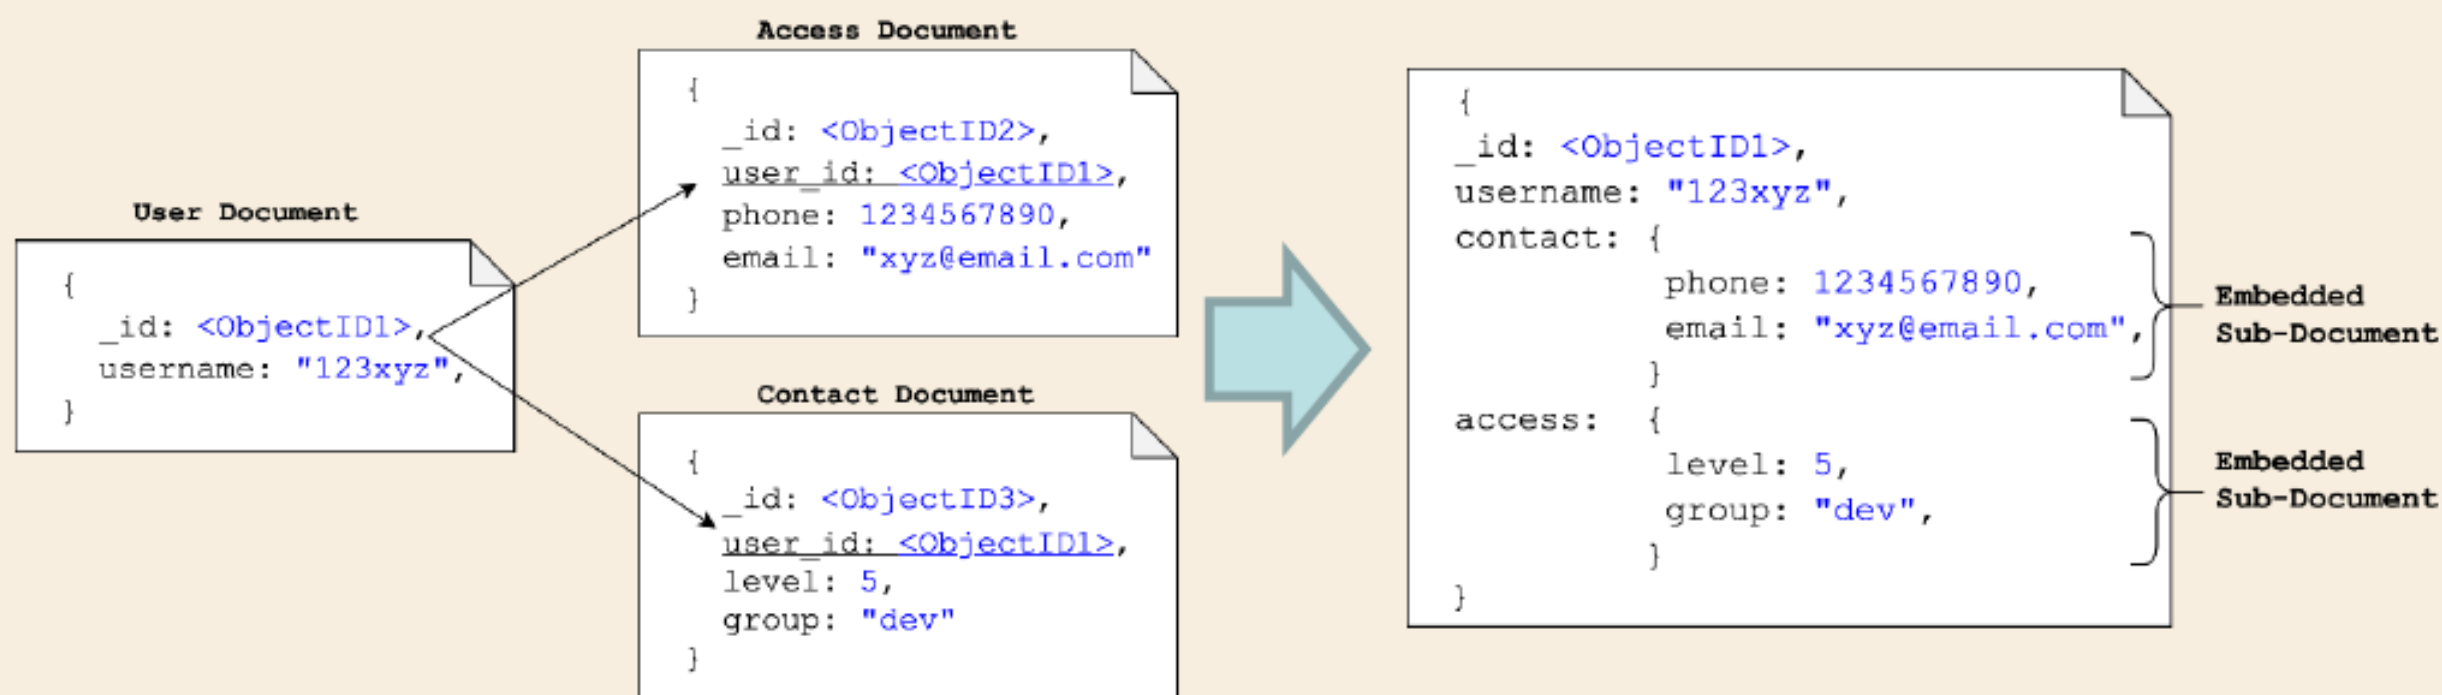 User Document
{
_id: <ObjectID1>,
username: "123xyz",
}
Access Document
{
_id: <ObjectID2>,
user_id: <ObjectID1>,
phone: 1234567890,
email: "xyz@email.com"
}
Contact Document
{
_id: <ObjectID3>,
user_id: <ObjectID1>,
level: 5,
group: "dev"
}
{
_id: <ObjectID1>,
username: "123xyz",
contact: {
phone: 1234567890,
email: "xyz@email.com",
}
access: {
level: 5,
group: "dev",
}
}
Embedded
Sub-Document
Embedded
Sub-Document